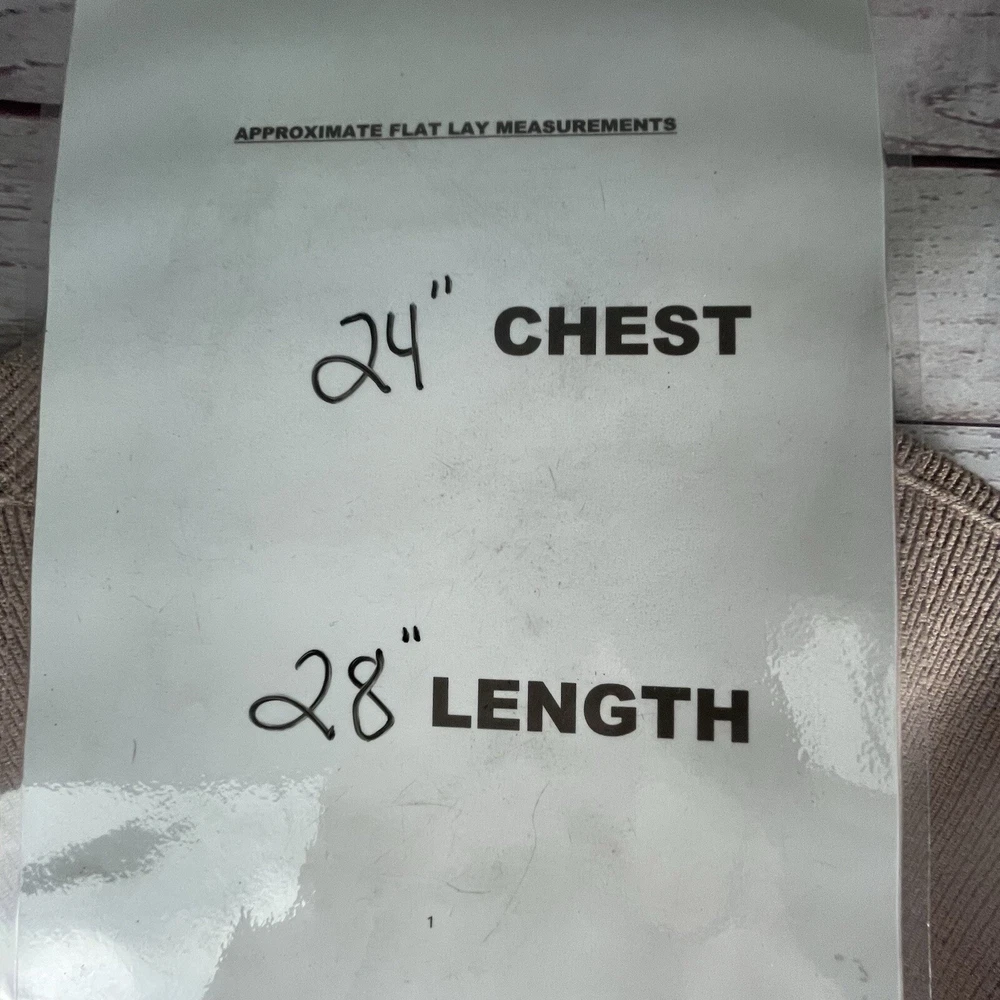 APPROXIMATE FLAT LAY MEASUREMENTS
24" CHEST
28" LENGTH
1